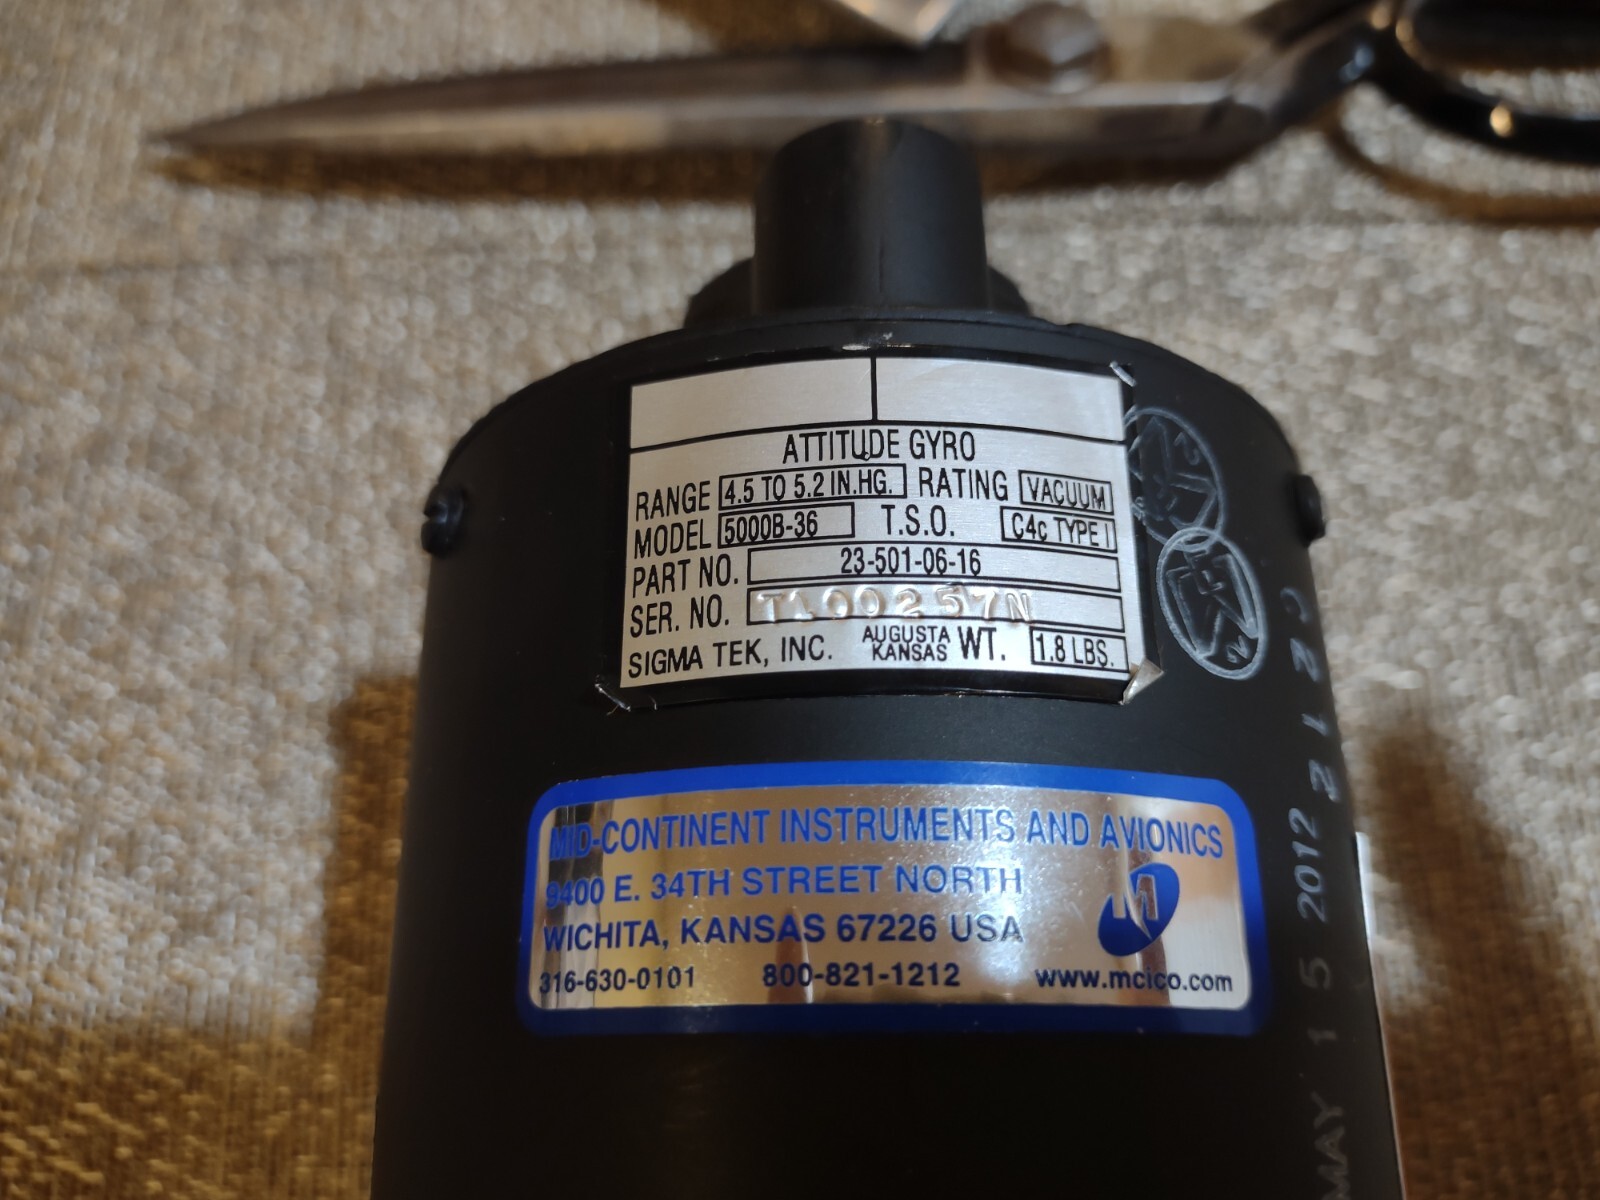 ATTITUDE GYRO
RANGE 4.5 TO 5.2 IN.HG. RATING VACUUM
MODEL 5000B-36 T.S.O. C4c TYPE I
PART NO. 23-501-06-16
SER. NO. T100257N
SIGMA TEK, INC. AUGUSTA KANSAS WT. 1.8 LBS.
MID-CONTINENT INSTRUMENTS AND AVIONICS
9400 E. 34TH STREET NORTH
WICHITA, KANSAS 67226 USA
316-630-0101 800-821-1212 www.mcico.com
M
MAY 15 2012